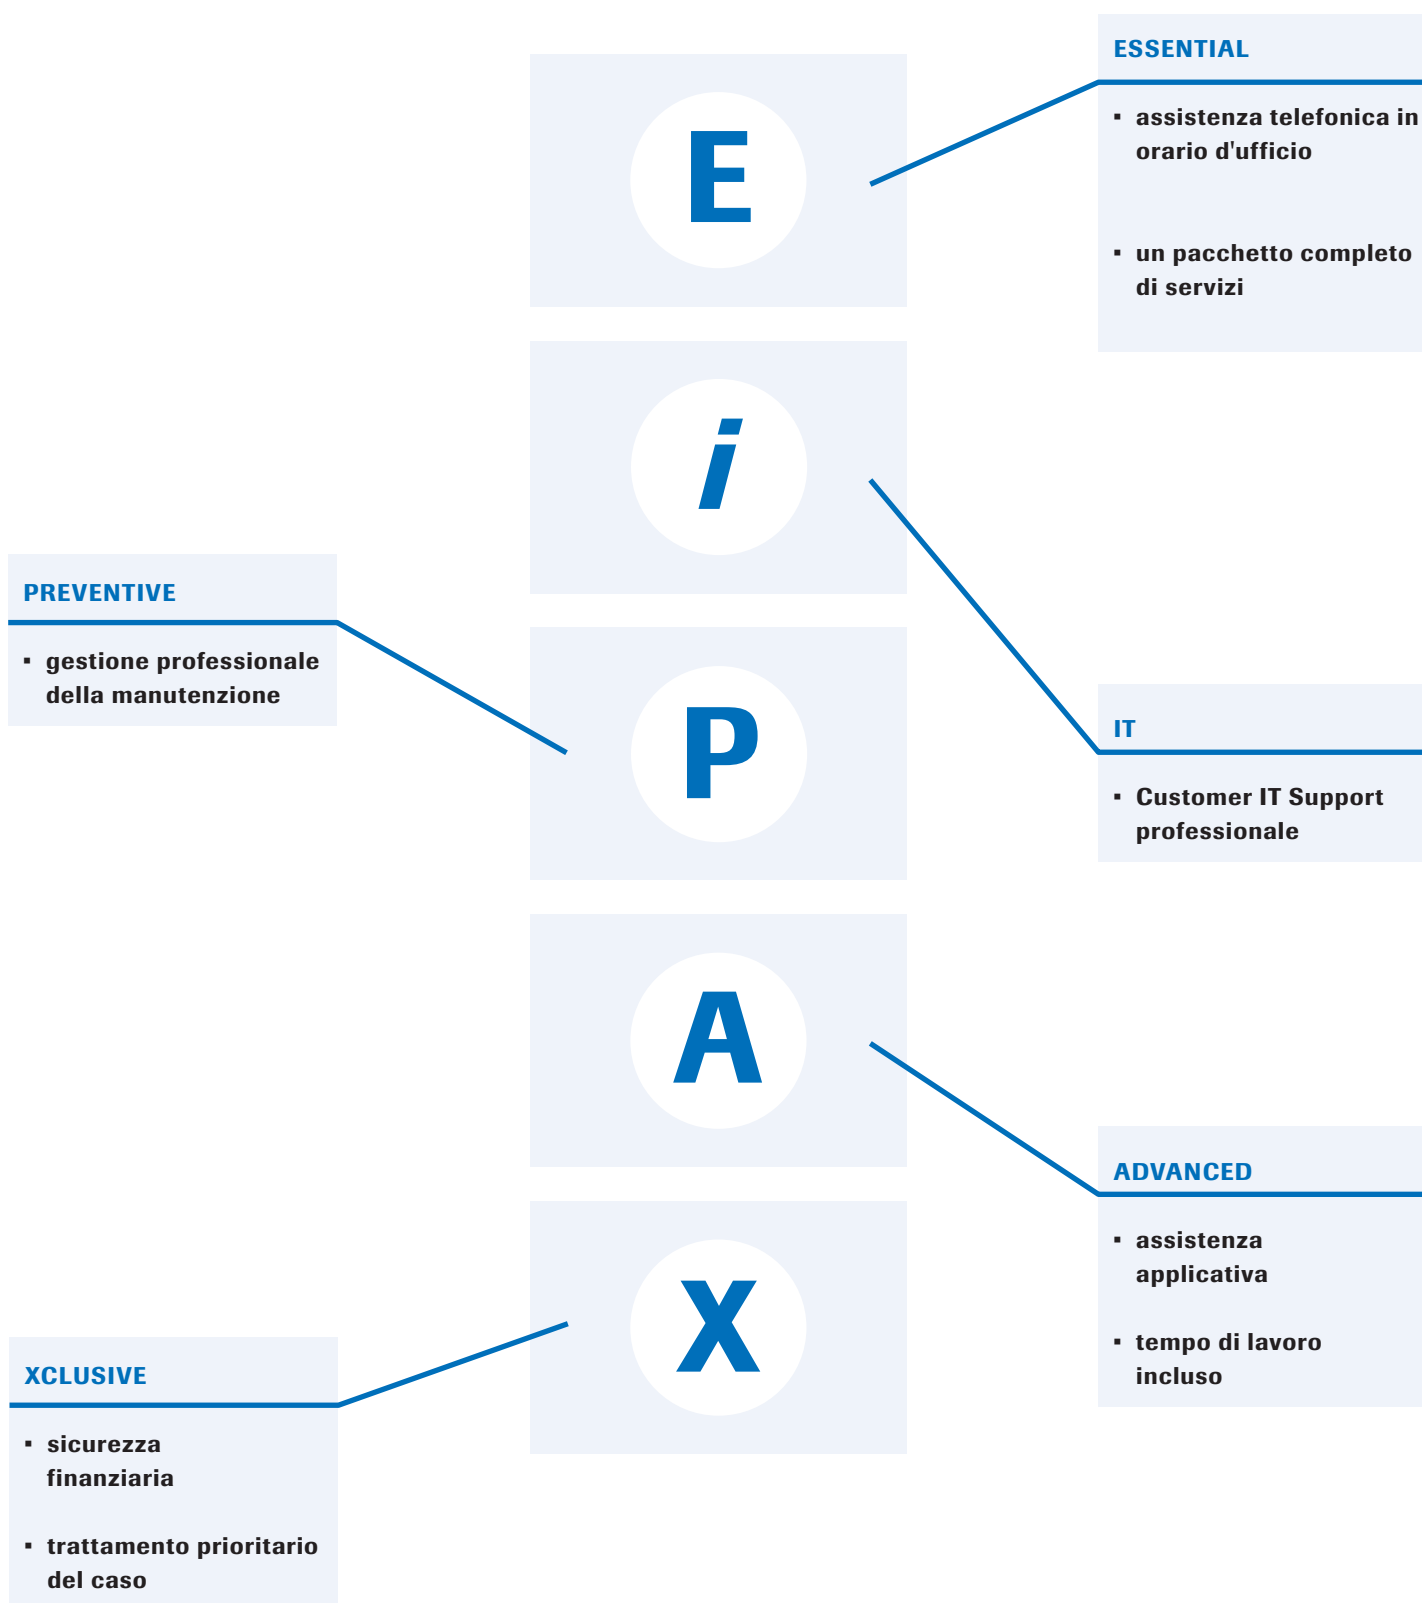 ESSENTIAL
▪ assistenza telefonica in
orario d'ufficio
▪ un pacchetto completo
di servizi
E
i
PREVENTIVE
▪ gestione professionale
della manutenzione
P
IT
▪ Customer IT Support
professionale
A
ADVANCED
▪ assistenza
applicativa
▪ tempo di lavoro
incluso
X
XCLUSIVE
▪ sicurezza
finanziaria
▪ trattamento prioritario
del caso